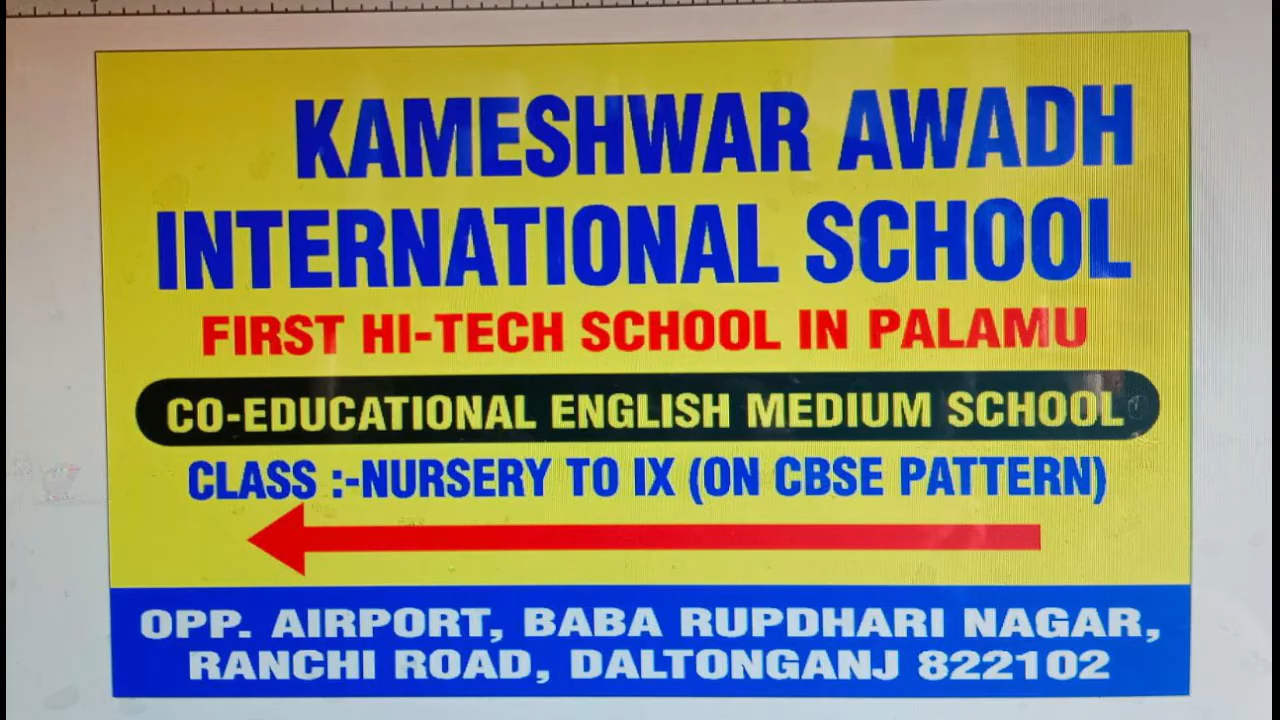 KAMESHWAR AWADH
INTERNATIONAL SCHOOL
FIRST HI-TECH SCHOOL IN PALAMU
CO-EDUCATIONAL ENGLISH MEDIUM SCHOOL
CLASS :-NURSERY TO IX (ON CBSE PATTERN)
OPP. AIRPORT, BABA RUPDHARI NAGAR,
RANCHI ROAD, DALTONGANJ 822102